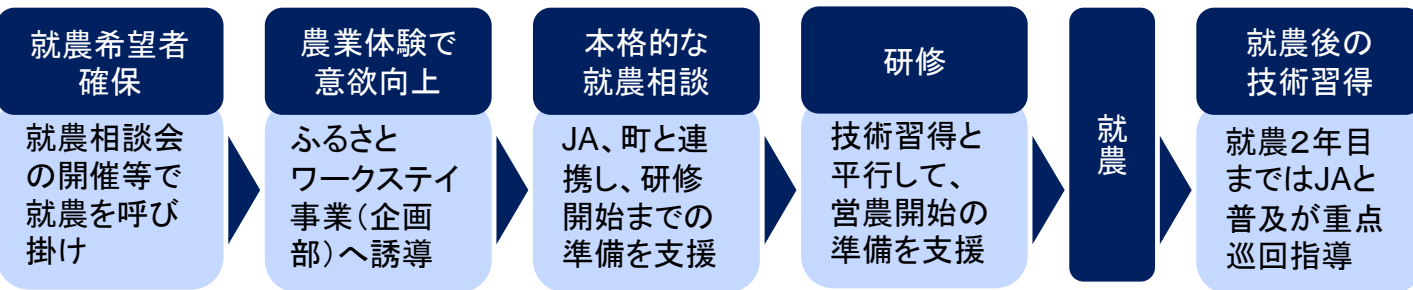 就農希望者
確保
就農相談会
の開催等で
就農を呼び
掛け
農業体験で
意欲向上
ふるさと
ワークステイ
事業(企画
部)へ誘導
本格的な
就農相談
JA、町と連
携し、研修
開始までの
準備を支援
研修
技術習得と
平行して、
営農開始の
準備を支援
就農
就農後の
技術習得
就農２年目
まではJAと
普及が重点
巡回指導